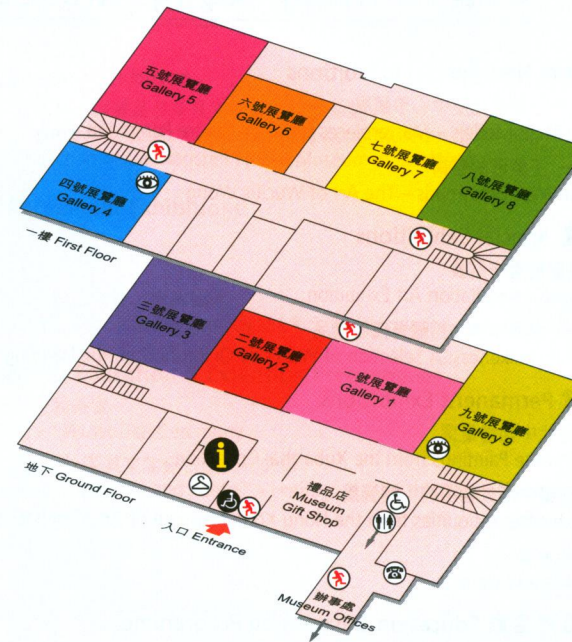 五號展覽廳
Gallery 5
六號展覽廳
Gallery 6
七號展覽廳
Gallery 7
八號展覽廳
Gallery 8
四號展覽廳
Gallery 4
一樓 First Floor
三號展覽廳
Gallery 3
二號展覽廳
Gallery 2
一號展覽廳
Gallery 1
九號展覽廳
Gallery 9
i
地下 Ground Floor
禮品店
Museum
Gift Shop
入口 Entrance
辦事處
Museum Offices